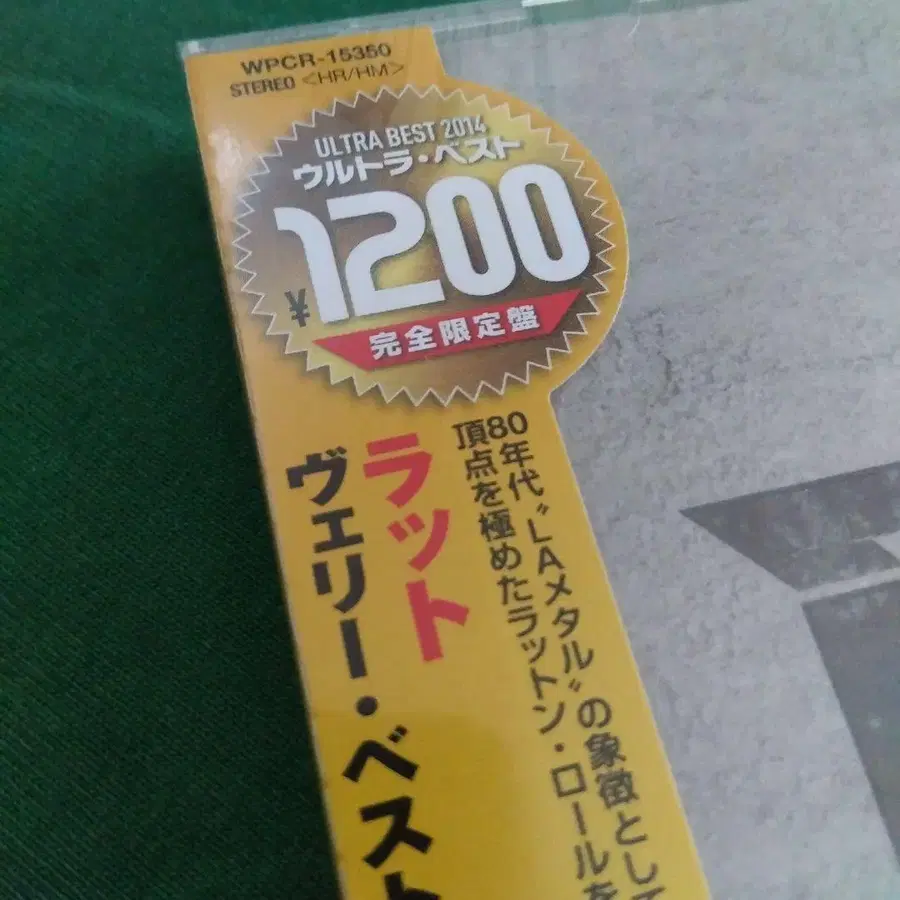 WPCR-15350
STEREO <HR/HM>
ULTRA BEST 2014
ウルトラ・ベスト
¥1200
完全限定盤
80年代“LAメタル”の象徴として
頂点を極めたラットン・ロールを
ラット
ヴェリー・ベスト